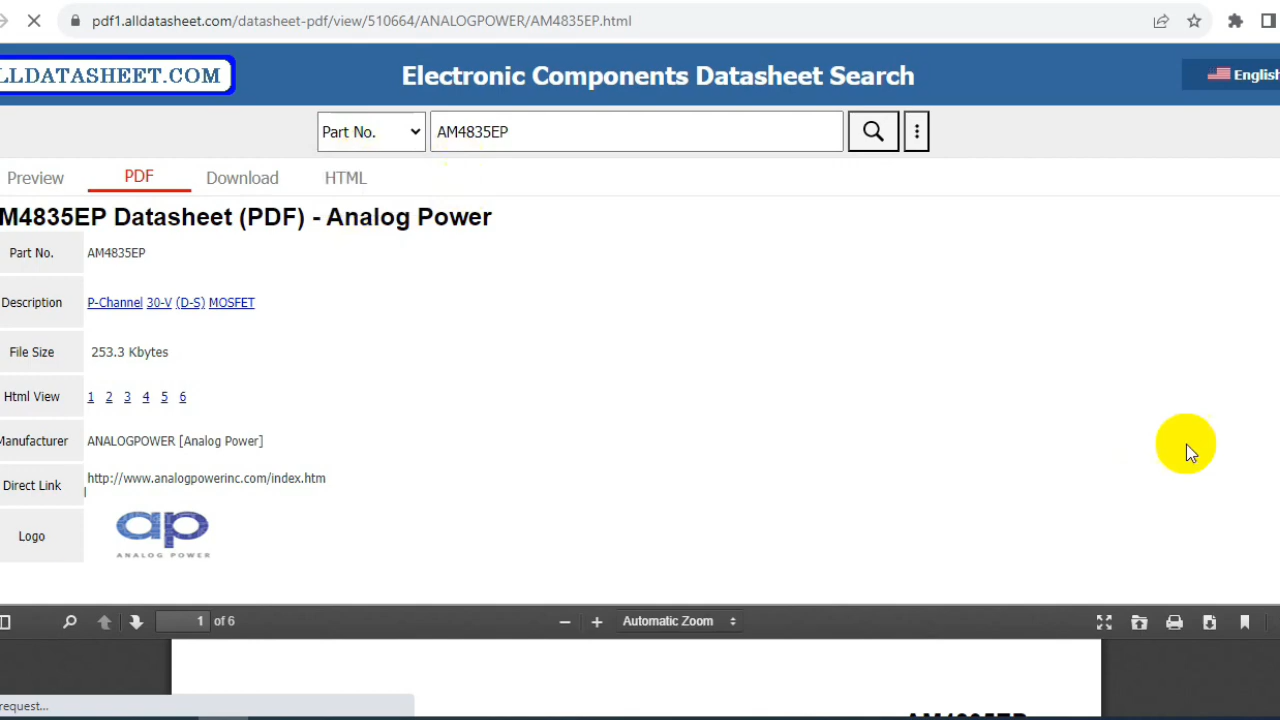 pdf1.alldatasheet.com/datasheet-pdf/view/510664/ANALOGPOWER/AM4835EP.html
LLDATASHEET.COM
Electronic Components Datasheet Search
English
Part No.
AM4835EP
Preview
PDF
Download
HTML
M4835EP Datasheet (PDF) - Analog Power
Part No.
AM4835EP
Description
P-Channel 30-V (D-S) MOSFET
File Size
253.3 Kbytes
Html View
1 2 3 4 5 6
Manufacturer
ANALOGPOWER [Analog Power]
Direct Link
http://www.analogpowerinc.com/index.htm
l
Logo
ap
ANALOG POWER
1 of 6
Automatic Zoom
request...